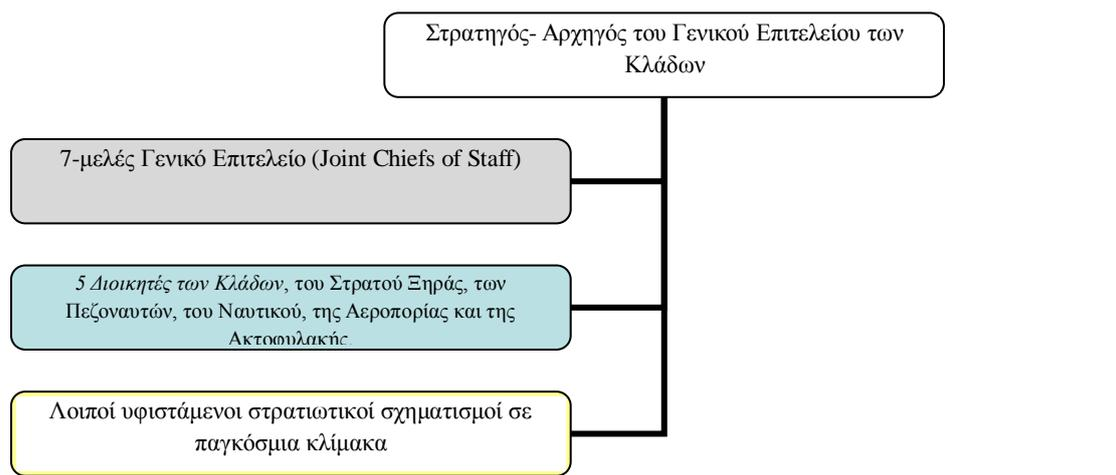 Στρατηγός- Αρχηγός του Γενικού Επιτελείου των
Κλάδων
7-μελές Γενικό Επιτελείο (Joint Chiefs of Staff)
5 Διοικητές των Κλάδων, του Στρατού Ξηράς, των
Πεζοναυτών, του Ναυτικού, της Αεροπορίας και της
Ακτοφυλακής.
Λοιποί υφιστάμενοι στρατιωτικοί σχηματισμοί σε
παγκόσμια κλίμακα